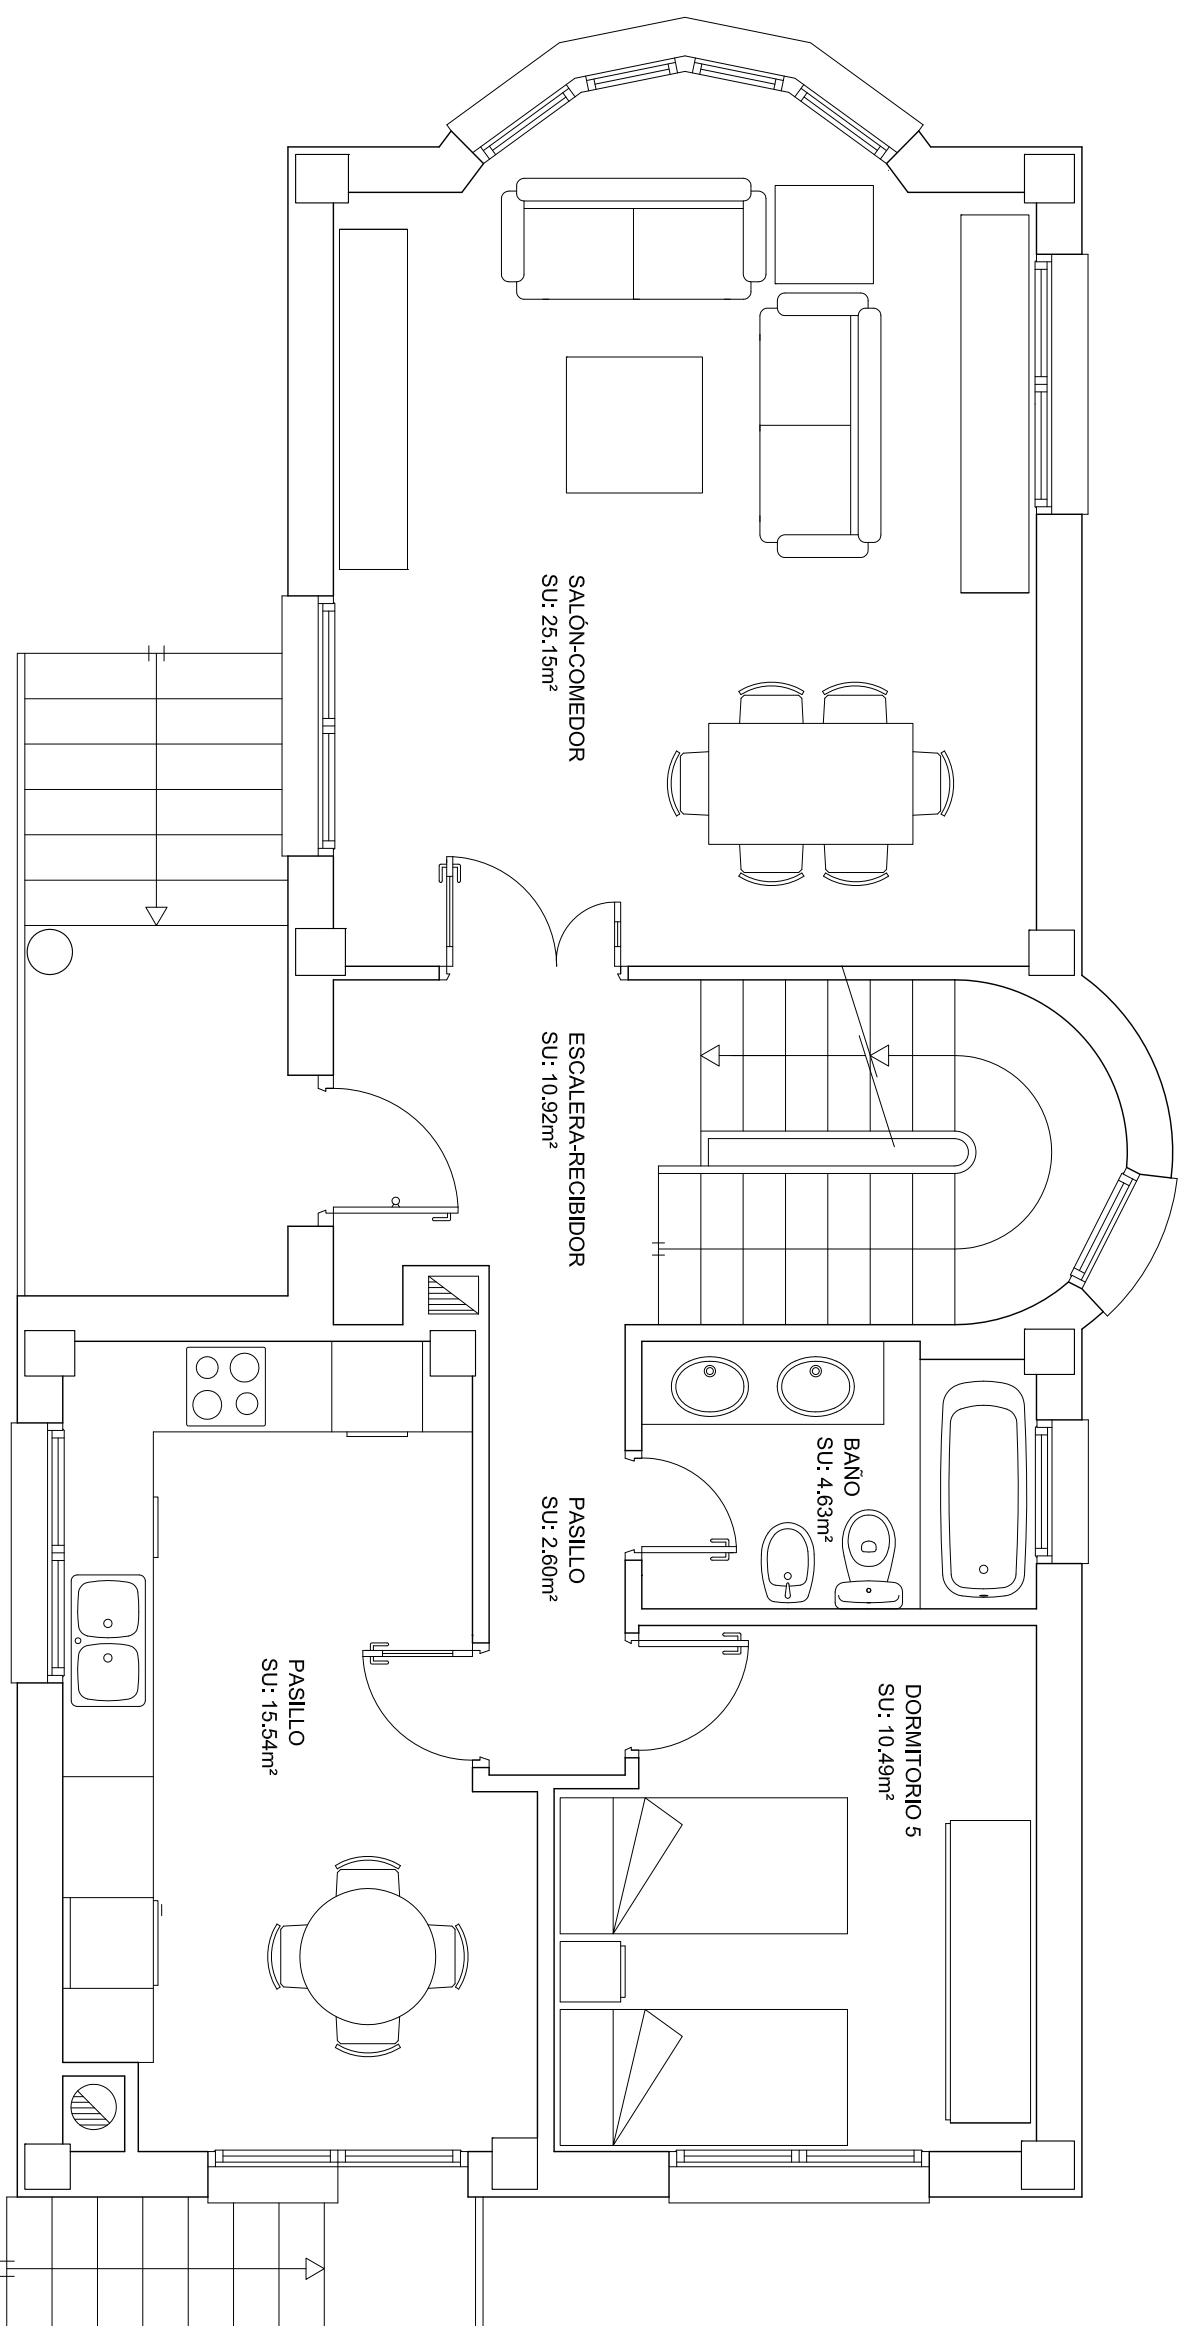 SALÓN-COMEDOR
SU: 25.15m²
ESCALERA-RECIBIDOR
SU: 10.92m²
BAÑO
SU: 4.63m²
PASILLO
SU: 2.60m²
DORMITORIO 5
SU: 10.49m²
PASILLO
SU: 15.54m²